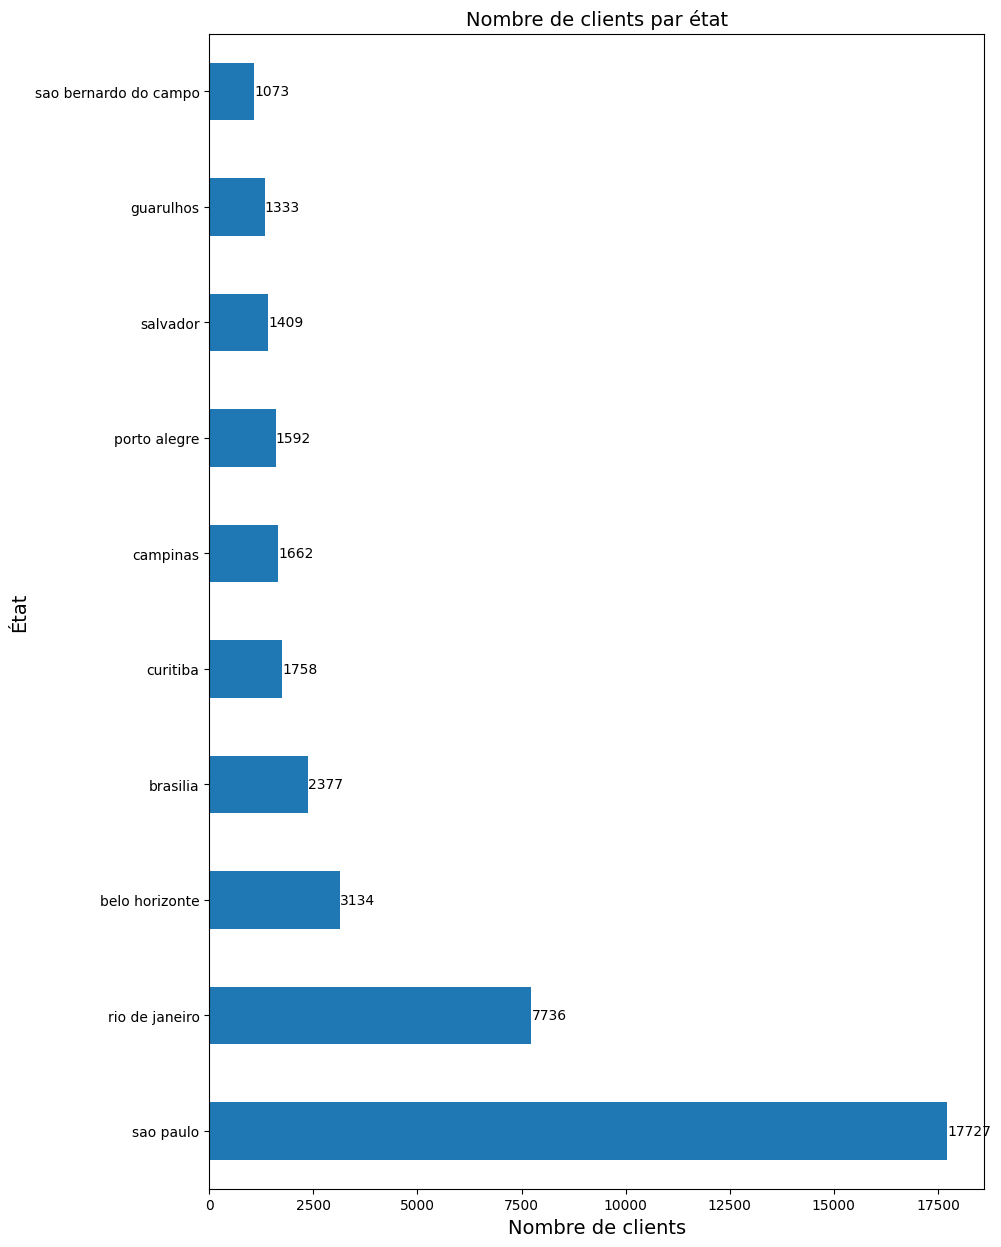 Nombre de clients par état
sao bernardo do campo 1073
guarulhos 1333
salvador 1409
porto alegre 1592
campinas 1662
curitiba 1758
brasilia 2377
belo horizonte 3134
rio de janeiro 7736
sao paulo 17727
État
0 2500 5000 7500 10000 12500 15000 17500
Nombre de clients